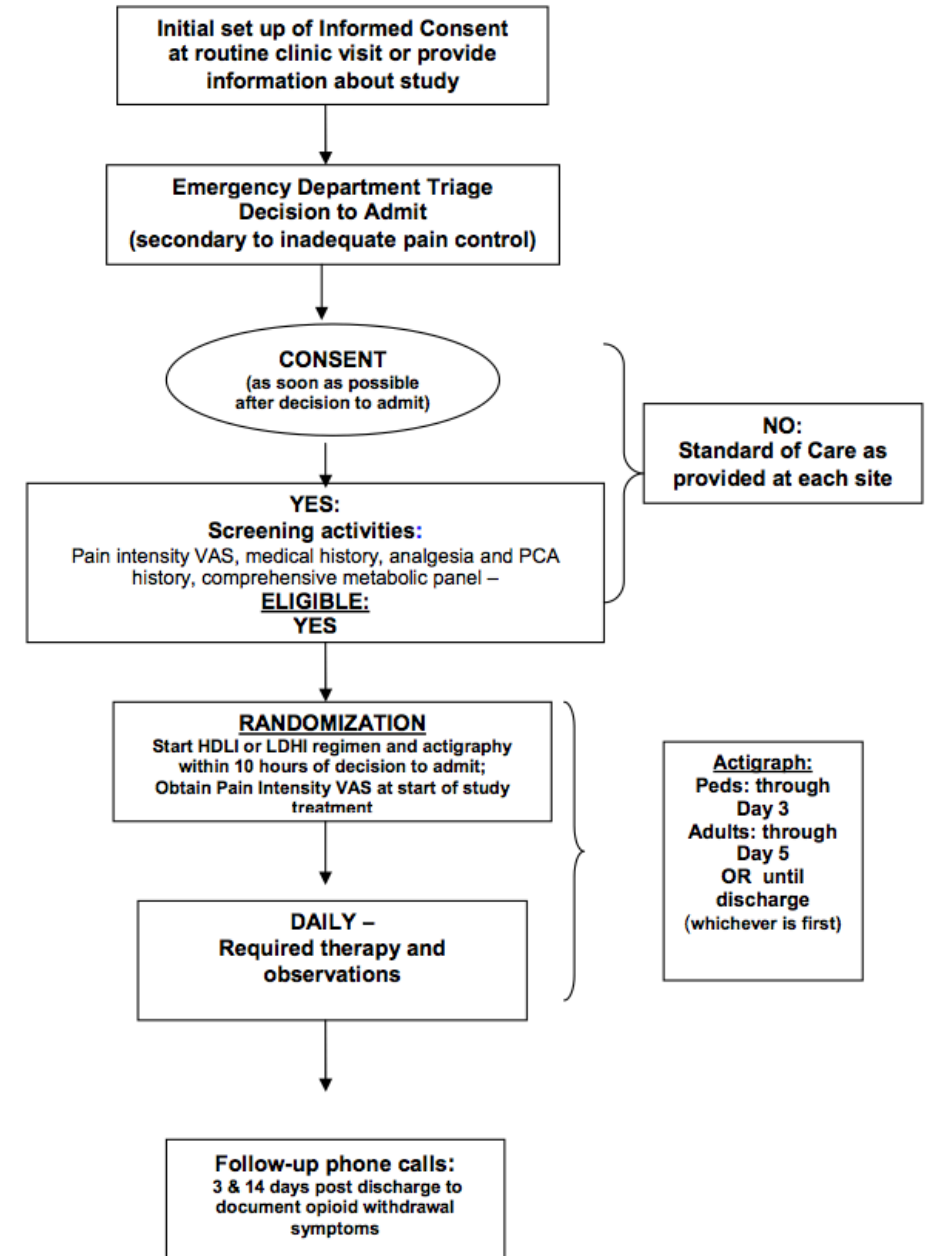 Initial set up of Informed Consent
at routine clinic visit or provide
information about study
Emergency Department Triage
Decision to Admit
(secondary to inadequate pain control)
CONSENT
(as soon as possible
after decision to admit)
NO:
Standard of Care as
provided at each site
YES:
Screening activities:
Pain intensity VAS, medical history, analgesia and PCA
history, comprehensive metabolic panel –
ELIGIBLE:
YES
RANDOMIZATION
Start HDLI or LDHI regimen and actigraphy
within 10 hours of decision to admit;
Obtain Pain Intensity VAS at start of study
treatment
Actigraph:
Peds: through
Day 3
Adults: through
Day 5
OR until
discharge
(whichever is first)
DAILY –
Required therapy and
observations
Follow-up phone calls:
3 & 14 days post discharge to
document opioid withdrawal
symptoms